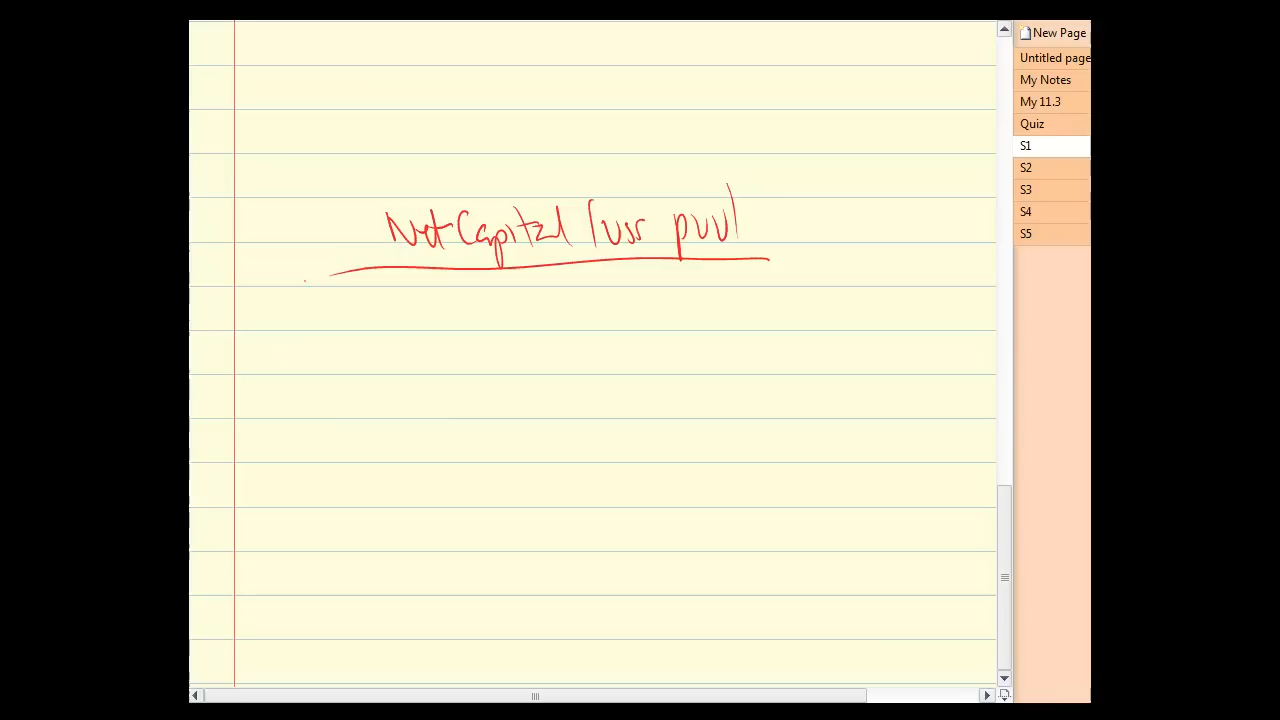 Net Capital loss pool
New Page
Untitled page
My Notes
My 11.3
Quiz
S1
S2
S3
S4
S5